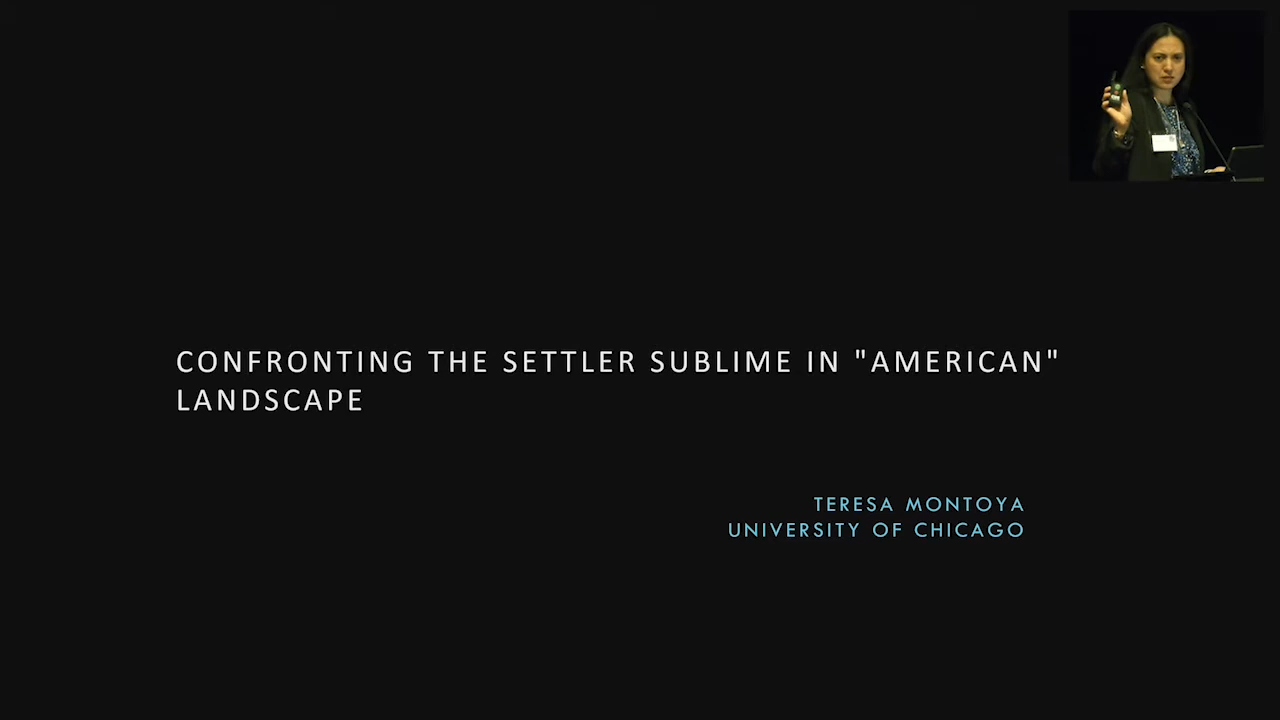 CONFRONTING THE SETTLER SUBLIME IN "AMERICAN"
LANDSCAPE
TERESA MONTOYA
UNIVERSITY OF CHICAGO